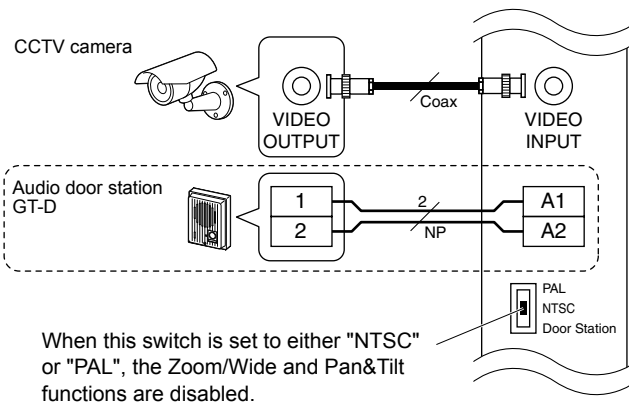 CCTV camera
VIDEO
OUTPUT
Coax
VIDEO
INPUT
Audio door station
GT-D
1
2
2
NP
A1
A2
PAL
NTSC
Door Station
When this switch is set to either "NTSC"
or "PAL", the Zoom/Wide and Pan&Tilt
functions are disabled.